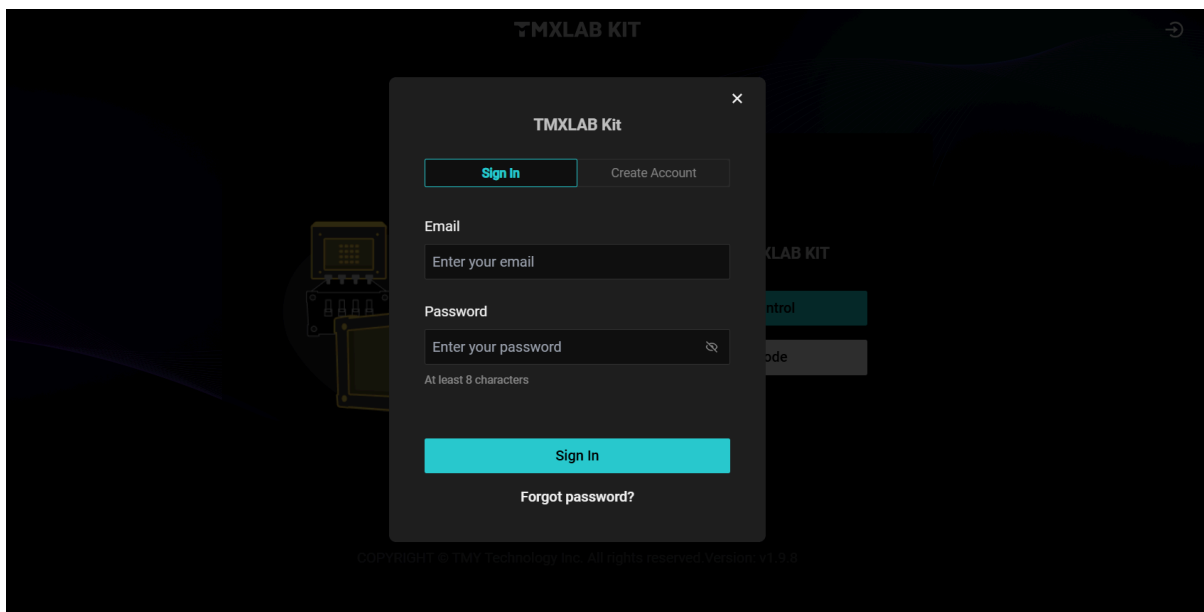 TMXLAB KIT
TMXLAB Kit
Sign In Create Account
Email
Enter your email
XLAB KIT
Password
ntrol
Enter your password
ode
At least 8 characters
Sign In
Forgot password?
COPYRIGHT © TMY Technology Inc. All rights reserved.Version: v1.9.8